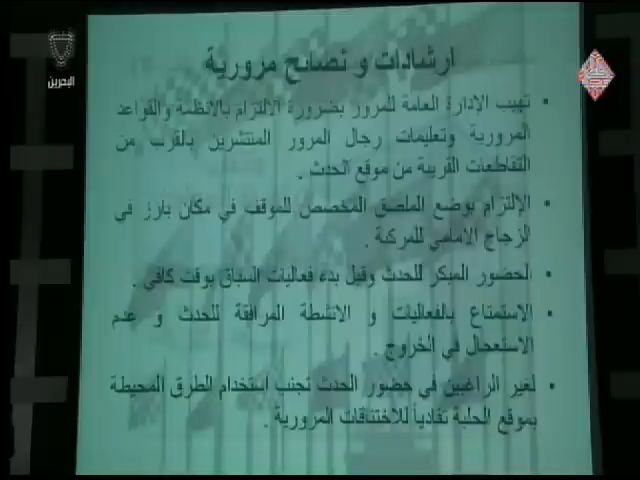 البحرين
ارشادات و نصائح مرورية
• تهيب الإدارة العامة للمرور بضرورة الالتزام بالانظمة والقواعد
المرورية وتعليمات رجال المرور المنتشرين بالقرب من
التقاطعات القريبة من موقع الحدث .
• الإلتزام بوضع الملصق المخصص للموقف في مكان بارز في
الزجاج الامامي للمركبة .
• الحضور المبكر للحدث وقبل بدء فعاليات السباق بوقت كافي .
• الاستمتاع بالفعاليات و الانشطة المرافقة للحدث و عدم
الاستعجال في الخروج .
• لغير الراغبين في حضور الحدث تجنب استخدام الطرق المحيطة
بموقع الحلبة تفادياً للاختناقات المرورية .